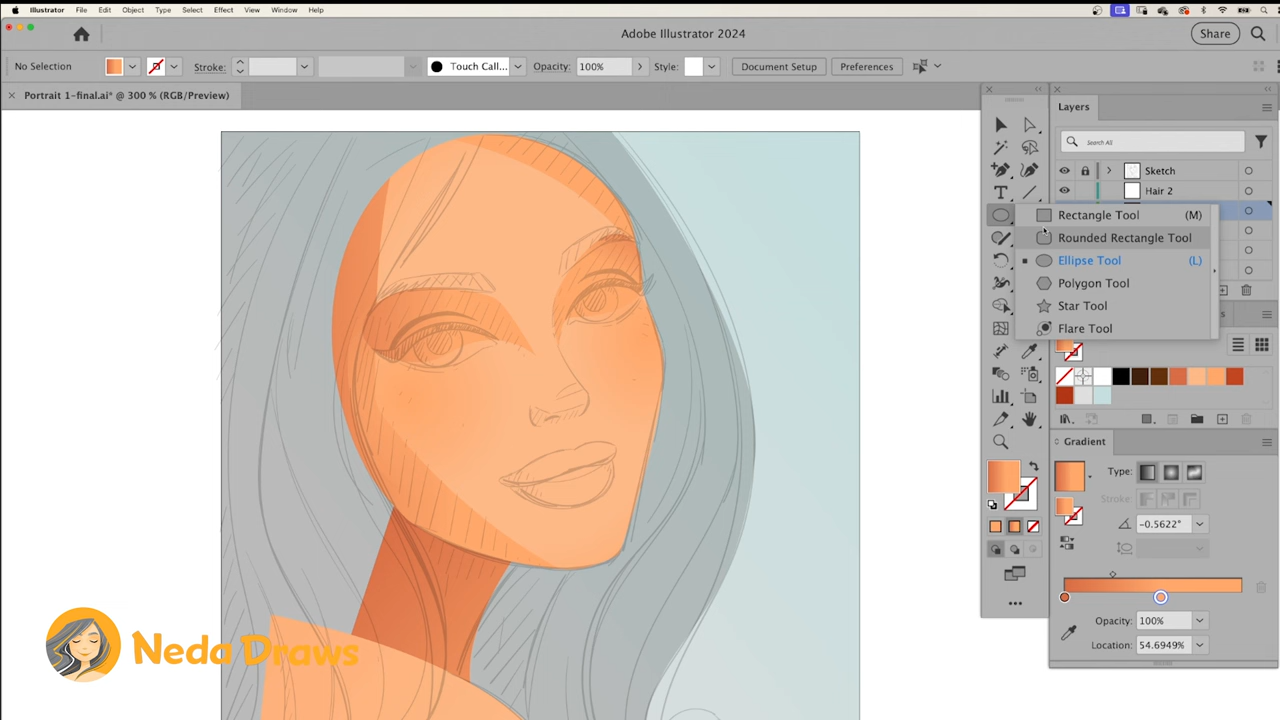 Illustrator File Edit Object Type Select Effect View Window Help
Adobe Illustrator 2024
Share
No Selection Stroke: Touch Call... Opacity: 100% Style: Document Setup Preferences
Portrait 1-final.ai* @ 300 % (RGB/Preview)
Layers
Search All
Sketch
Hair 2
Rectangle Tool (M)
Rounded Rectangle Tool
Ellipse Tool (L)
Polygon Tool
Star Tool
Flare Tool
Gradient
Type:
Stroke:
-0.5622°
Opacity: 100%
Location: 54.6949%
Neda Draws